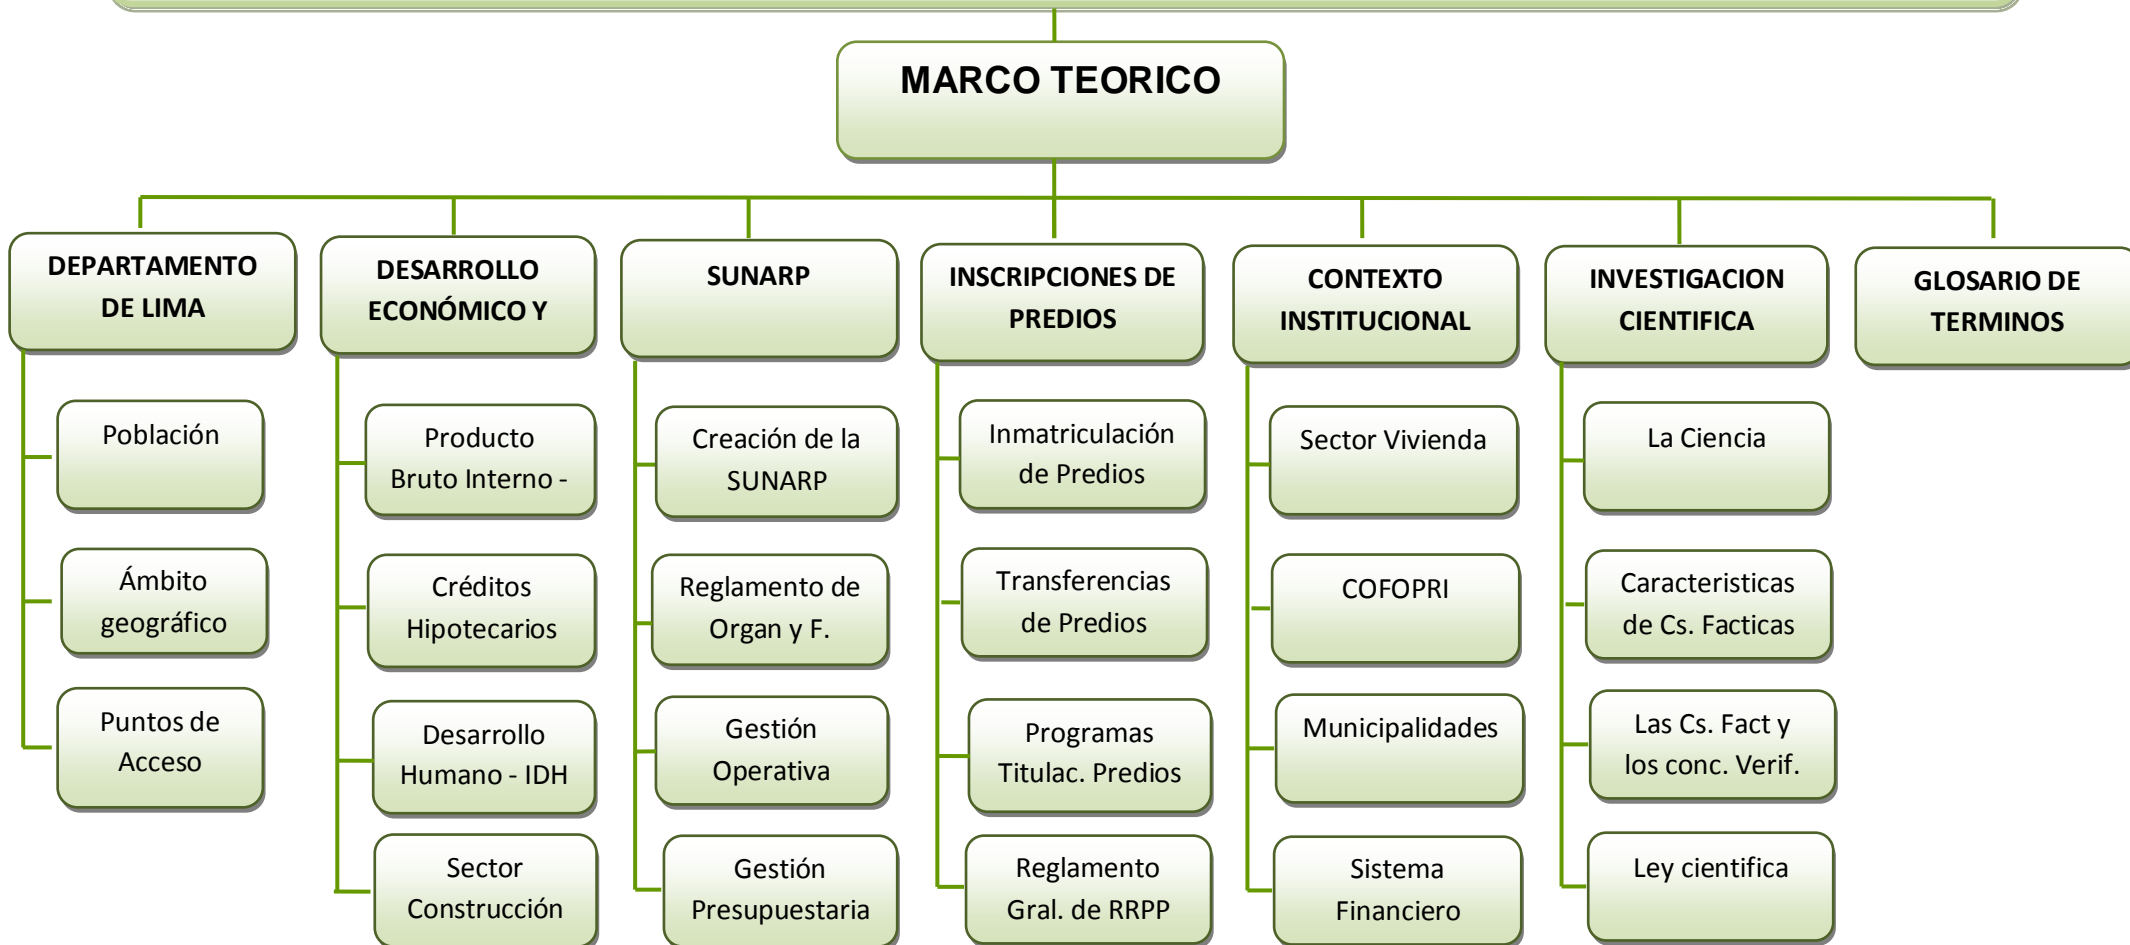 MARCO TEORICO
DEPARTAMENTO
DE LIMA
Población
Ámbito
geográfico
Puntos de
Acceso
DESARROLLO
ECONÓMICO Y
Producto
Bruto Interno -
Créditos
Hipotecarios
Desarrollo
Humano - IDH
Sector
Construcción
SUNARP
Creación de la
SUNARP
Reglamento de
Organ y F.
Gestión
Operativa
Gestión
Presupuestaria
INSCRIPCIONES DE
PREDIOS
Inmatriculación
de Predios
Transferencias
de Predios
Programas
Titulac. Predios
Reglamento
Gral. de RRPP
CONTEXTO
INSTITUCIONAL
Sector Vivienda
COFOPRI
Municipalidades
Sistema
Financiero
INVESTIGACION
CIENTIFICA
La Ciencia
Caracteristicas
de Cs. Facticas
Las Cs. Fact y
los conc. Verif.
Ley cientifica
GLOSARIO DE
TERMINOS